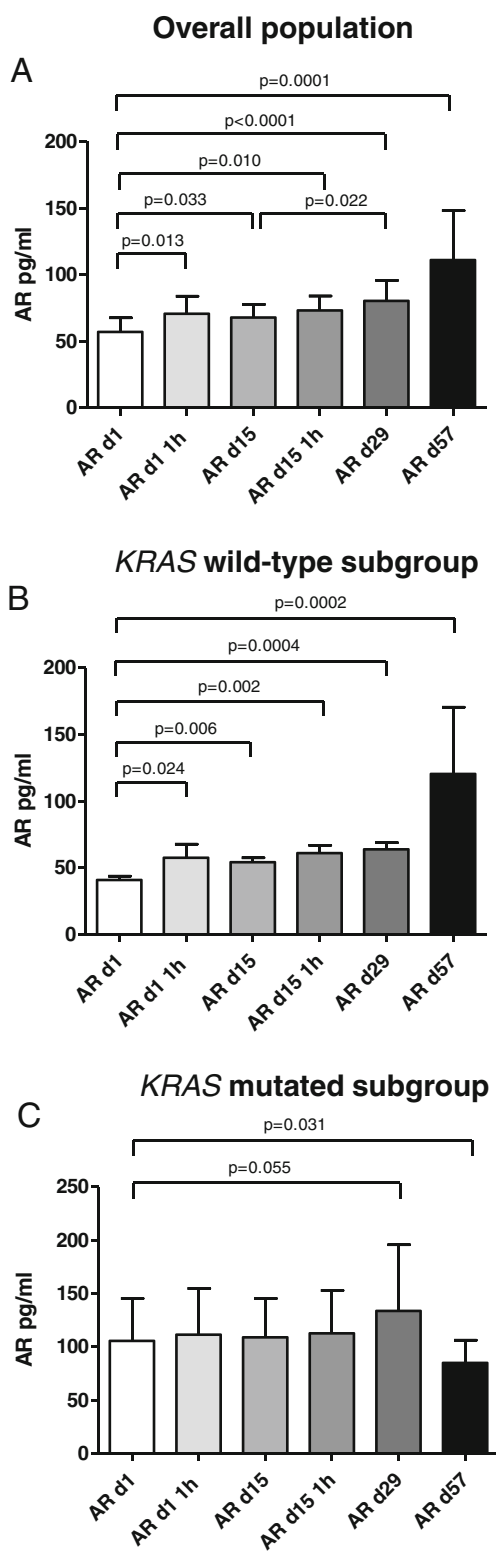 Overall population
A
p=0.0001
p<0.0001
p=0.010
p=0.033
p=0.022
p=0.013
AR pg/ml
200
150
100
50
0
AR d1
AR d1 1h
AR d15
AR d15 1h
AR d29
AR d57
KRAS wild-type subgroup
B
p=0.0002
p=0.0004
p=0.002
p=0.006
p=0.024
AR pg/ml
200
150
100
50
0
AR d1
AR d1 1h
AR d15
AR d15 1h
AR d29
AR d57
KRAS mutated subgroup
C
p=0.031
p=0.055
AR pg/ml
250
200
150
100
50
0
AR d1
AR d1 1h
AR d15
AR d15 1h
AR d29
AR d57